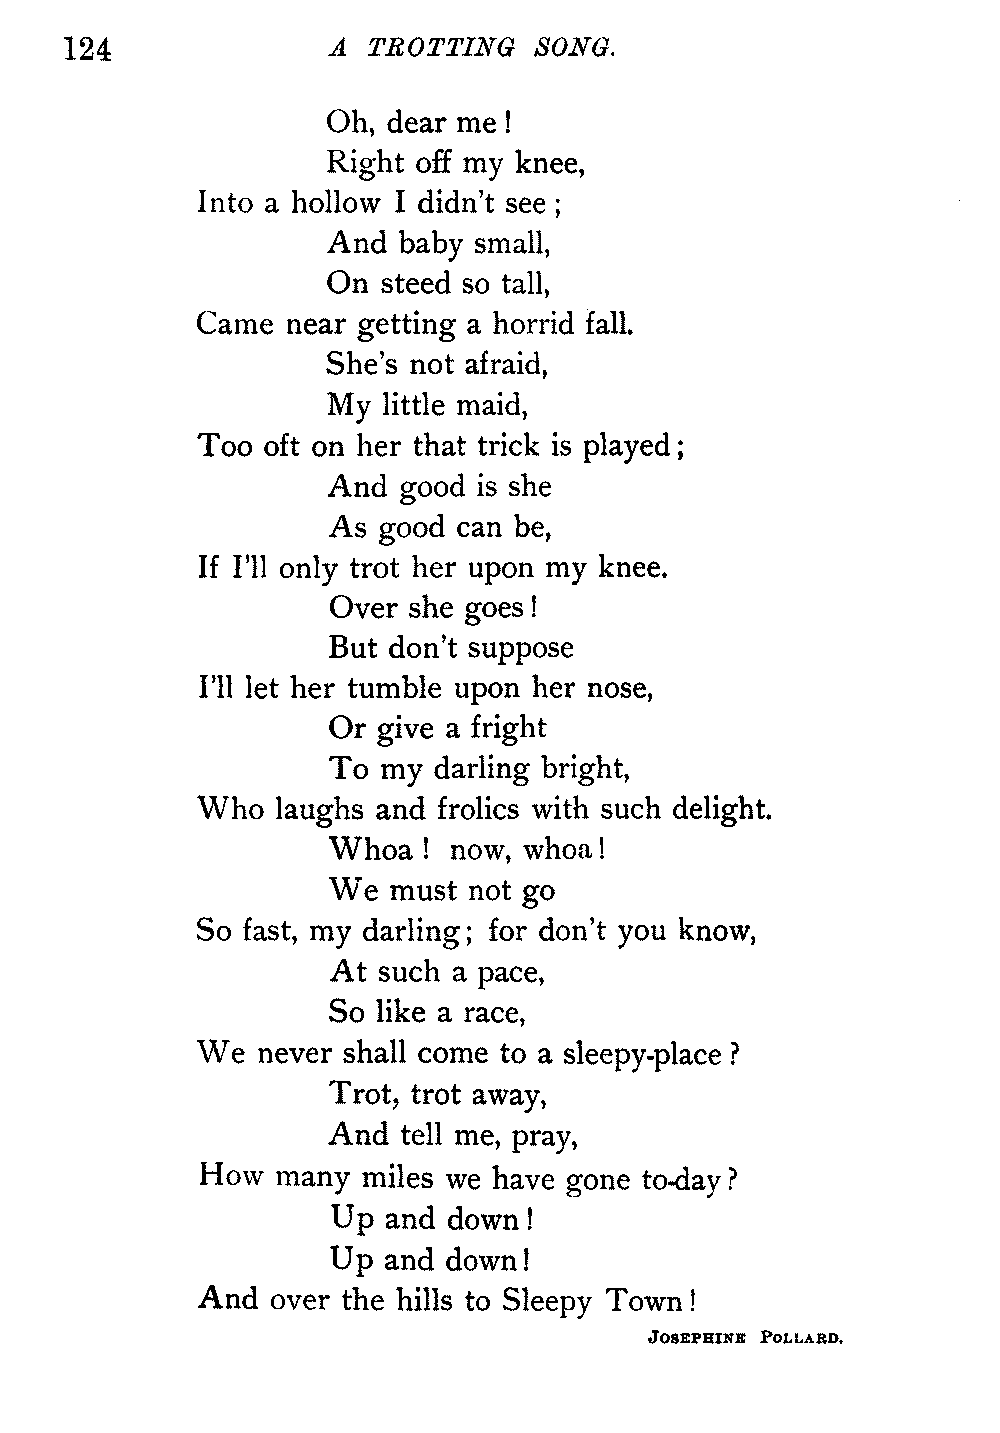 124 A TROTTING SONG.
Oh, dear me!
Right off my knee,
Into a hollow I didn't see;
And baby small,
On steed so tall,
Came near getting a horrid fall.
She's not afraid,
My little maid,
Too oft on her that trick is played;
And good is she
As good can be,
If I'll only trot her upon my knee.
Over she goes!
But don't suppose
I'll let her tumble upon her nose,
Or give a fright
To my darling bright,
Who laughs and frolics with such delight.
Whoa! now, whoa!
We must not go
So fast, my darling; for don't you know,
At such a pace,
So like a race,
We never shall come to a sleepy-place?
Trot, trot away,
And tell me, pray,
How many miles we have gone to-day?
Up and down!
Up and down!
And over the hills to Sleepy Town!
JOSEPHINE POLLARD.